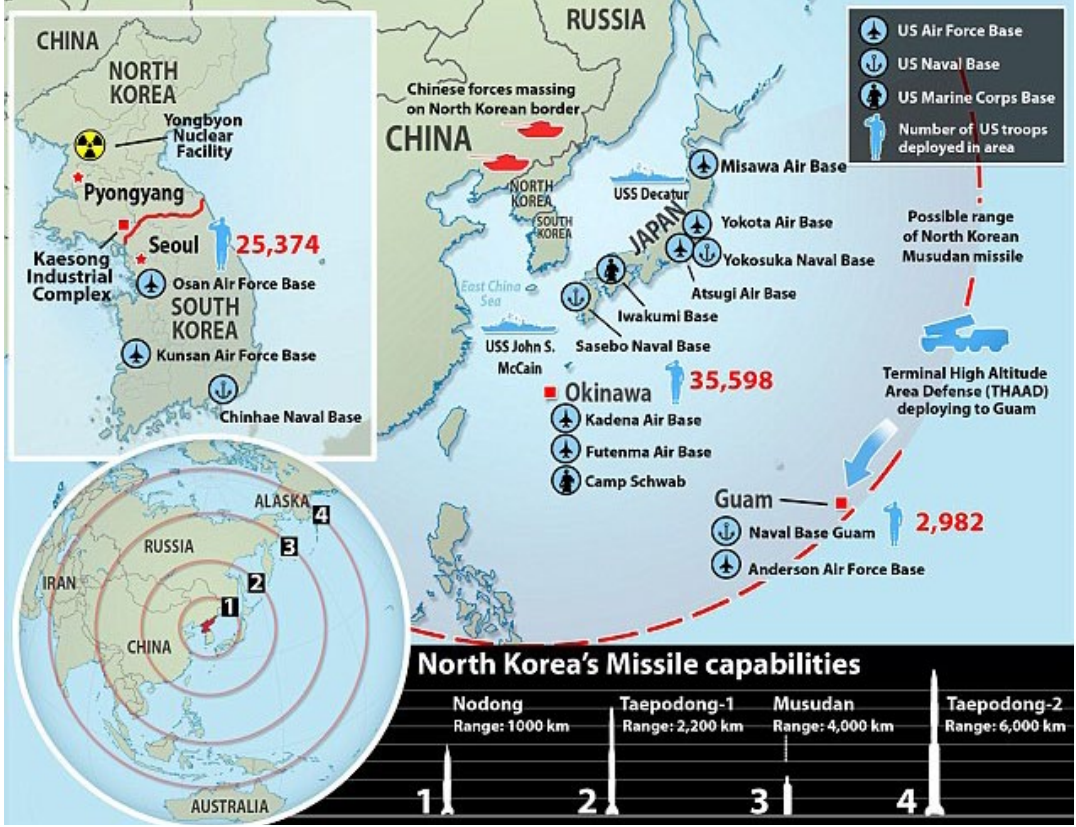 CHINA
NORTH
KOREA
Yongbyon
Nuclear
Facility
Pyongyang
Kaesong
Industrial
Complex
Seoul
25,374
Osan Air Force Base
SOUTH
KOREA
Kunsan Air Force Base
Chinhae Naval Base
RUSSIA
Chinese forces massing
on North Korean border
CHINA
NORTH
KOREA
SOUTH
KOREA
USS Decatur
JAPAN
Misawa Air Base
Yokota Air Base
Yokosuka Naval Base
Atsugi Air Base
Iwakumi Base
Sasebo Naval Base
East China
Sea
USS John S.
McCain
35,598
Okinawa
Kadena Air Base
Futenma Air Base
Camp Schwab
US Air Force Base
US Naval Base
US Marine Corps Base
Number of US troops
deployed in area
Possible range
of North Korean
Musudan missile
Terminal High Altitude
Area Defense (THAAD)
deploying to Guam
Guam
Naval Base Guam
2,982
Anderson Air Force Base
ALASKA
4
RUSSIA
3
IRAN
2
1
CHINA
AUSTRALIA
North Korea's Missile capabilities
Nodong
Range: 1000 km
1
Taepodong-1
Range: 2,200 km
2
Musudan
Range: 4,000 km
3
Taepodong-2
Range: 6,000 km
4